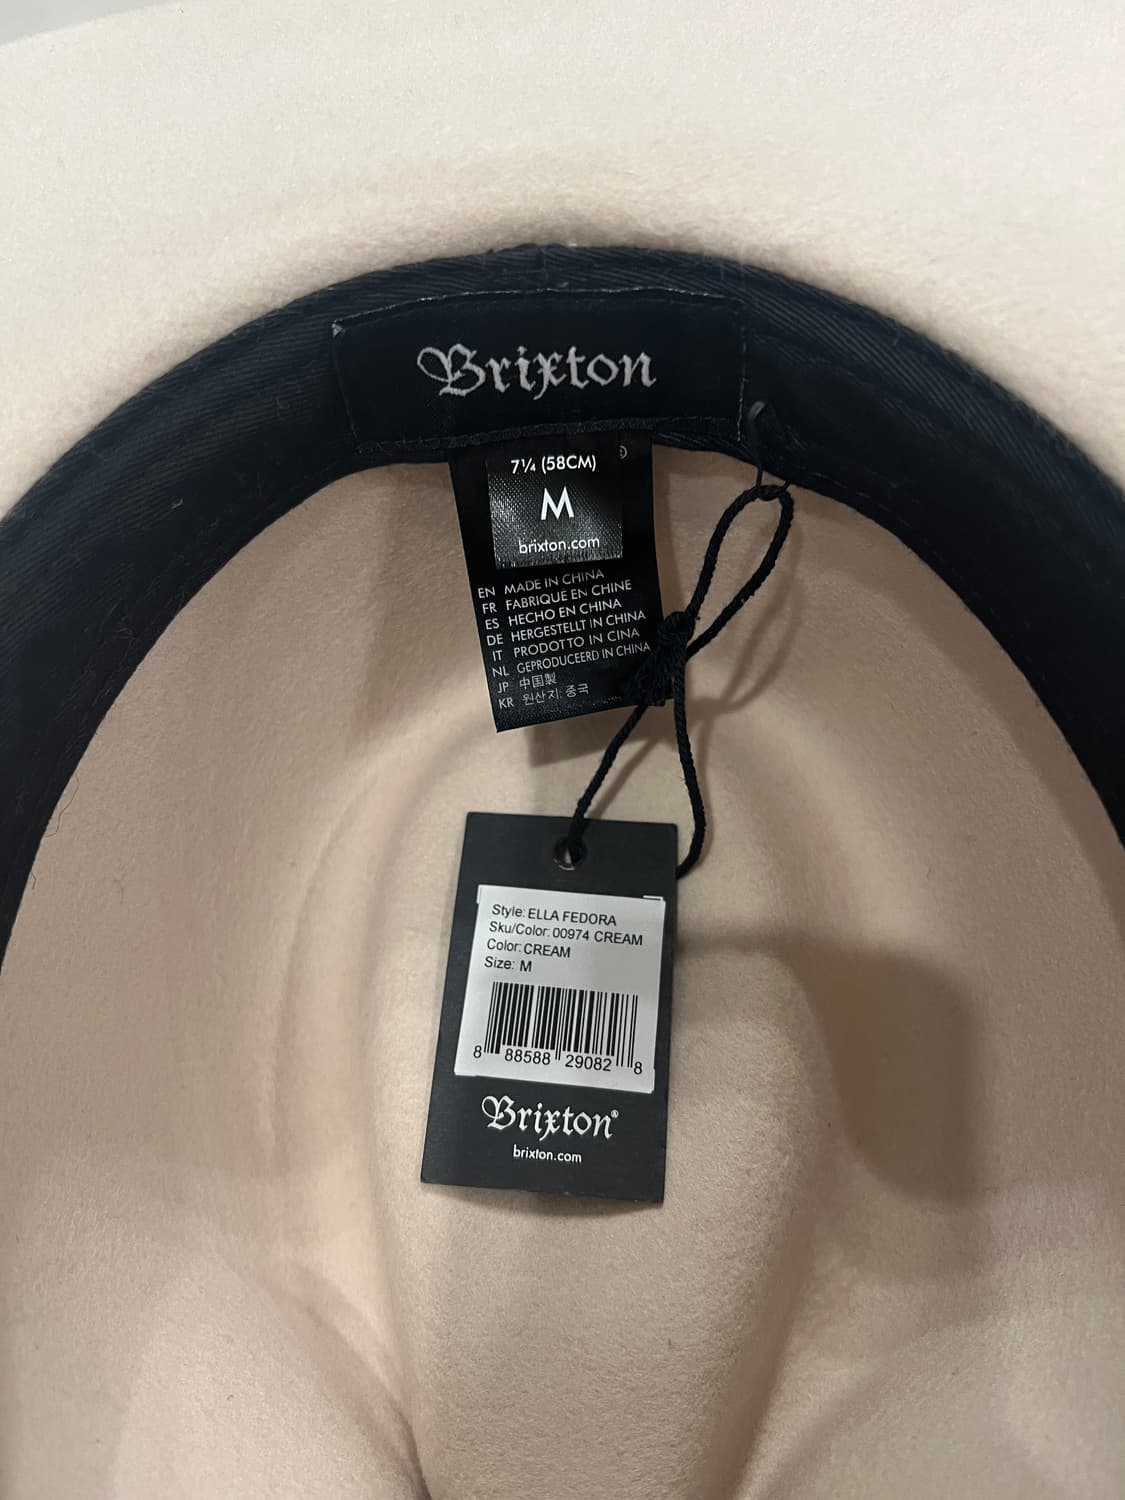 Brixton
®
7¼ (58CM)
M
brixton.com
EN MADE IN CHINA
FR FABRIQUÉ EN CHINE
ES HECHO EN CHINA
DE HERGESTELLT IN CHINA
IT PRODOTTO IN CINA
NL GEPRODUCEERD IN CHINA
JP 中国製
KR 원산지: 중국
Style: ELLA FEDORA
Sku/Color: 00974 CREAM
Color: CREAM
Size: M
8 88588 29082 8
Brixton®
brixton.com